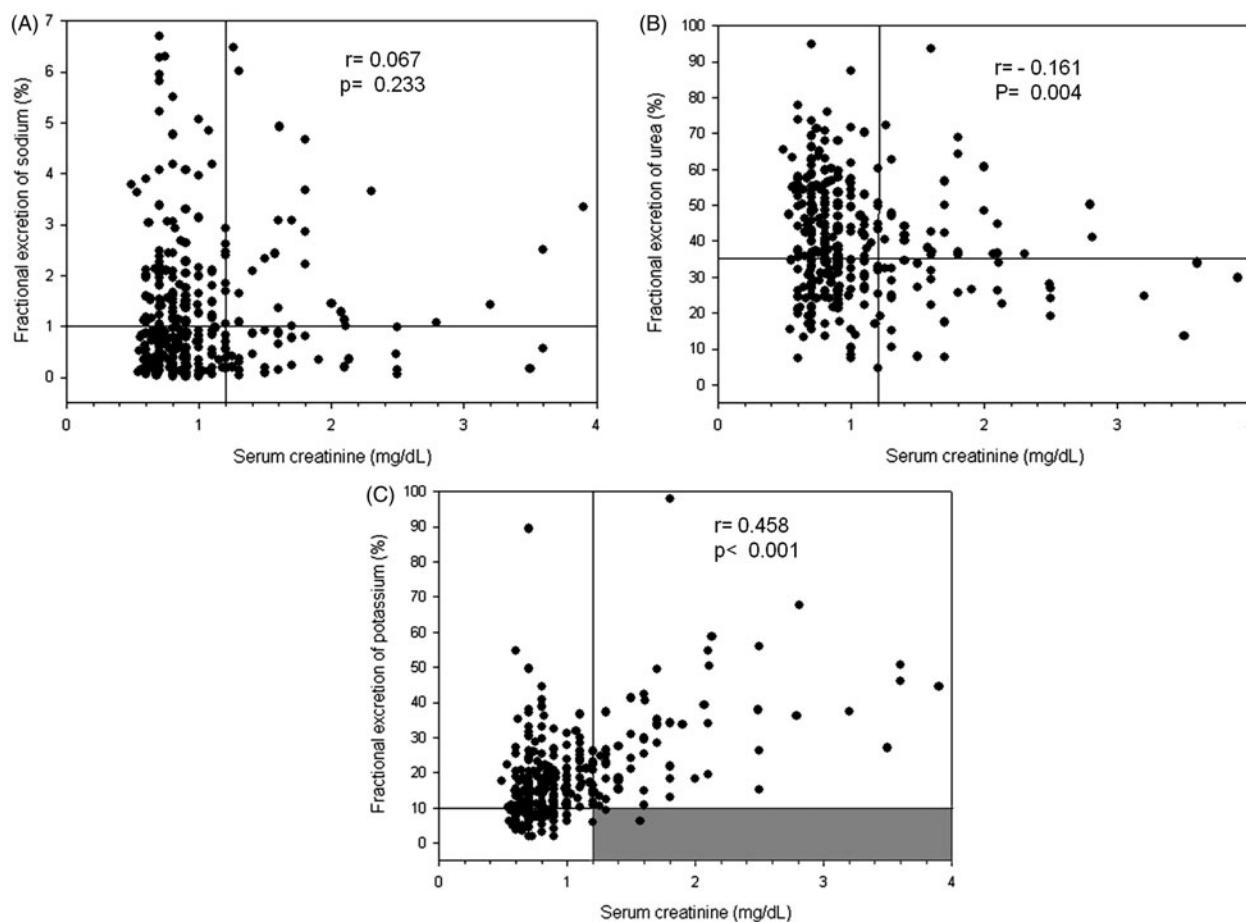 (A)
7
6
5
4
3
2
1
0
Fractional excretion of sodium (%)
r= 0.067
p= 0.233
0 1 2 3 4
Serum creatinine (mg/dL)
(B)
100
90
80
70
60
50
40
30
20
10
0
Fractional excretion of urea (%)
r= - 0.161
P= 0.004
0 1 2 3
Serum creatinine (mg/dL)
(C)
100
90
80
70
60
50
40
30
20
10
0
Fractional excretion of potassium (%)
r= 0.458
p< 0.001
0 1 2 3 4
Serum creatinine (mg/dL)